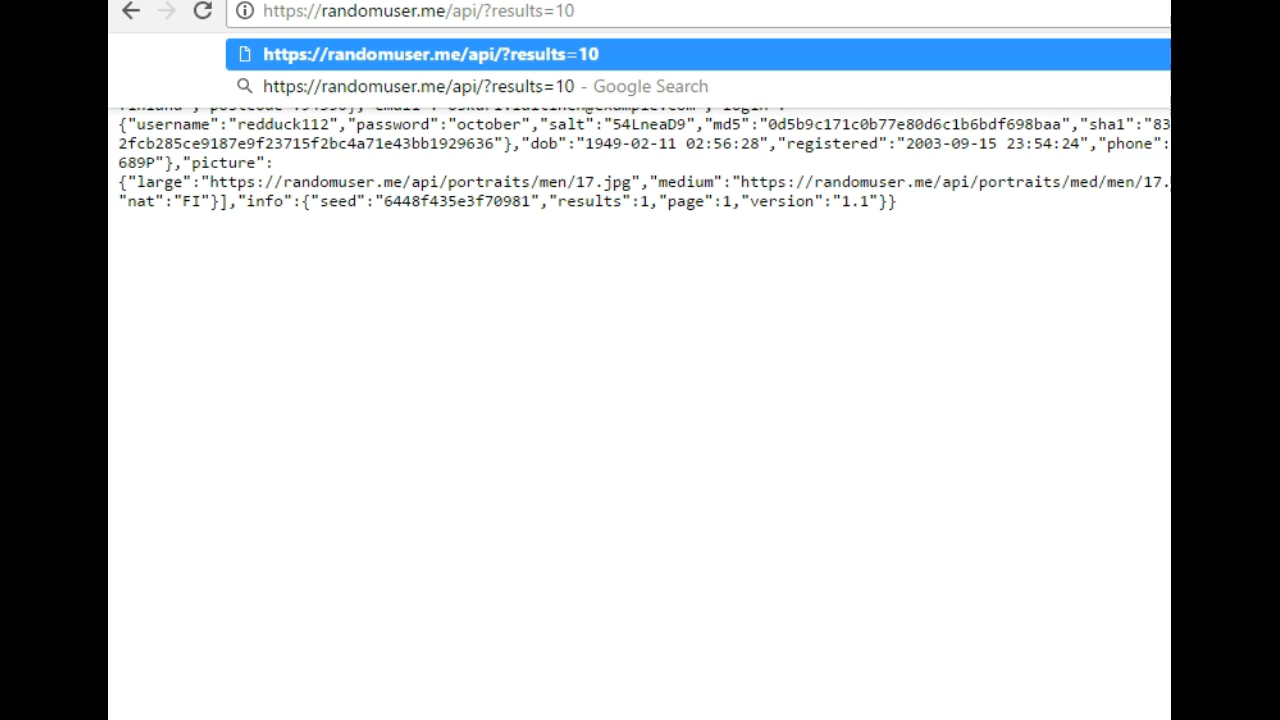 https://randomuser.me/api/?results=10
https://randomuser.me/api/?results=10
https://randomuser.me/api/?results=10 - Google Search
{"username":"redduck112","password":"october","salt":"54LneaD9","md5":"0d5b9c171c0b77e80d6c1b6bdf698baa","sha1":"83
2fcb285ce9187e9f23715f2bc4a71e43bb1929636"},"dob":"1949-02-11 02:56:28","registered":"2003-09-15 23:54:24","phone":
689P"},"picture":
{"large":"https://randomuser.me/api/portraits/men/17.jpg","medium":"https://randomuser.me/api/portraits/med/men/17.
"nat":"FI"}],"info":{"seed":"6448f435e3f70981","results":1,"page":1,"version":"1.1"}}